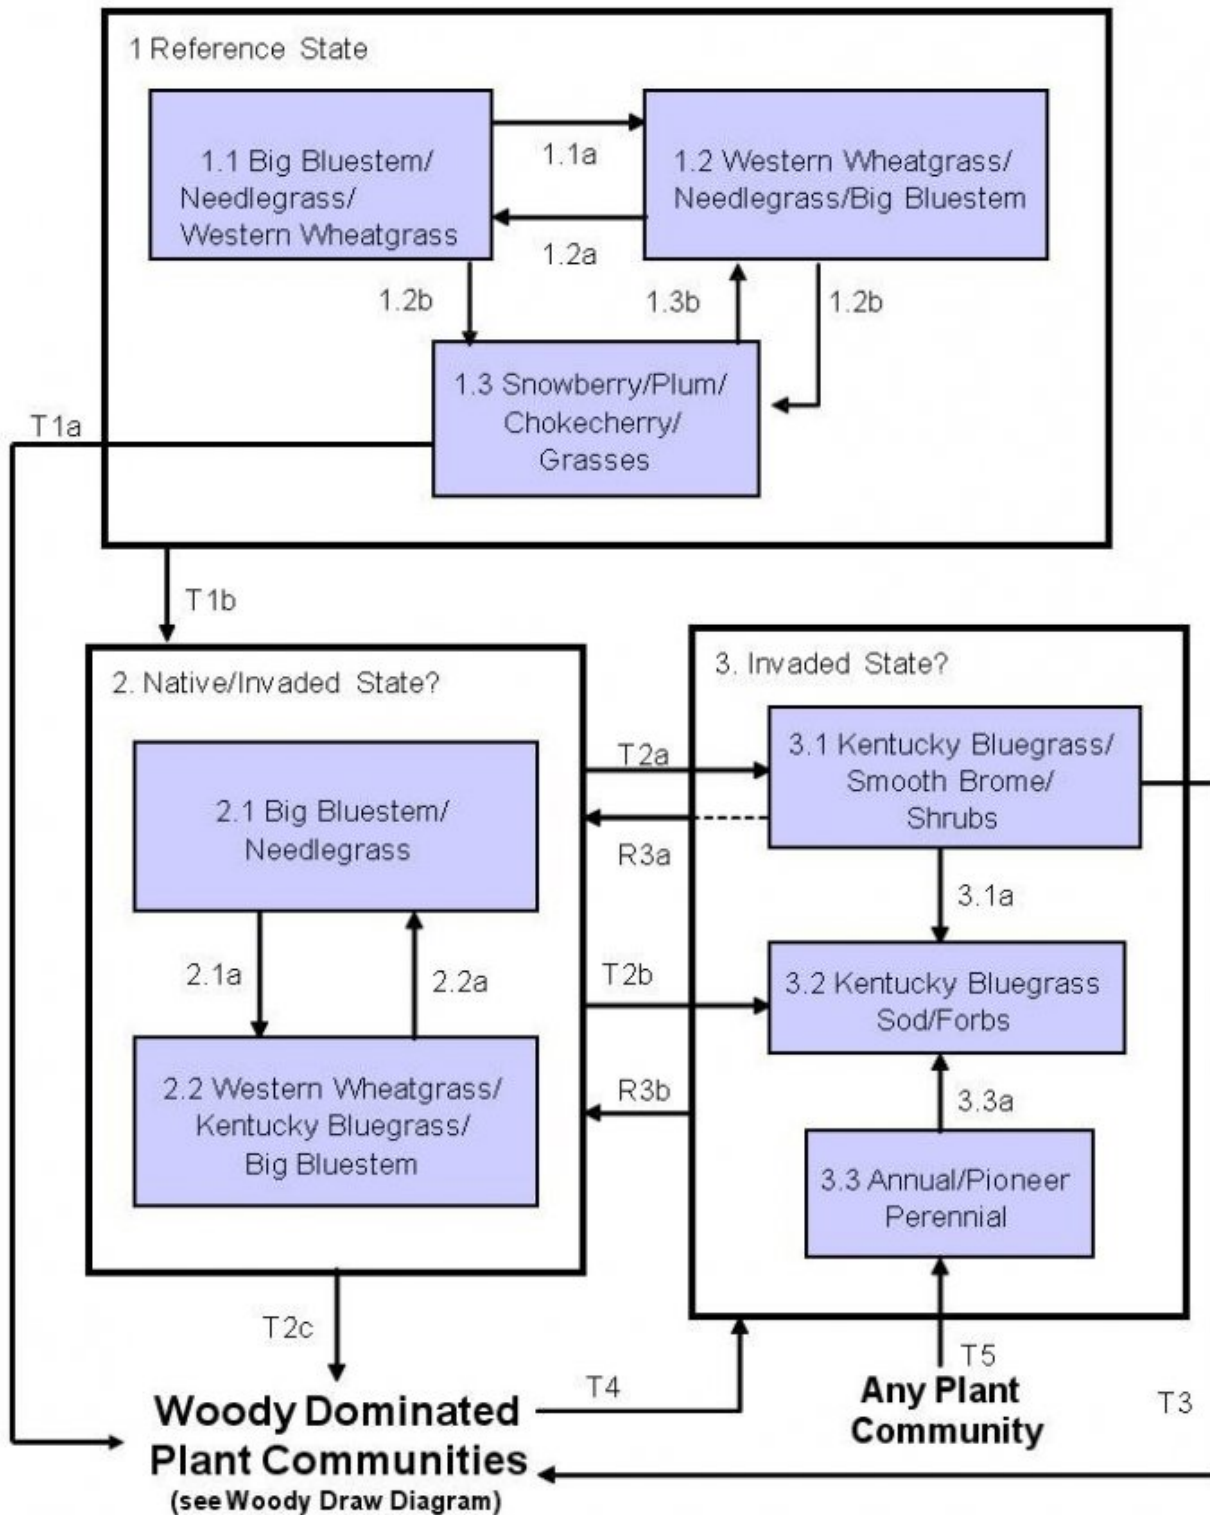 1 Reference State
1.1 Big Bluestem/
Needlegrass/
Western Wheatgrass
1.1a
1.2 Western Wheatgrass/
Needlegrass/Big Bluestem
1.2a
1.2b
1.3b
1.2b
1.3 Snowberry/Plum/
Chokecherry/
Grasses
T1a
T1b
2. Native/Invaded State?
2.1 Big Bluestem/
Needlegrass
2.1a
2.2a
2.2 Western Wheatgrass/
Kentucky Bluegrass/
Big Bluestem
T2a
R3a
T2b
R3b
3. Invaded State?
3.1 Kentucky Bluegrass/
Smooth Brome/
Shrubs
3.1a
3.2 Kentucky Bluegrass
Sod/Forbs
3.3a
3.3 Annual/Pioneer
Perennial
T2c
T4
T5
T3
Any Plant
Community
Woody Dominated
Plant Communities
(see Woody Draw Diagram)